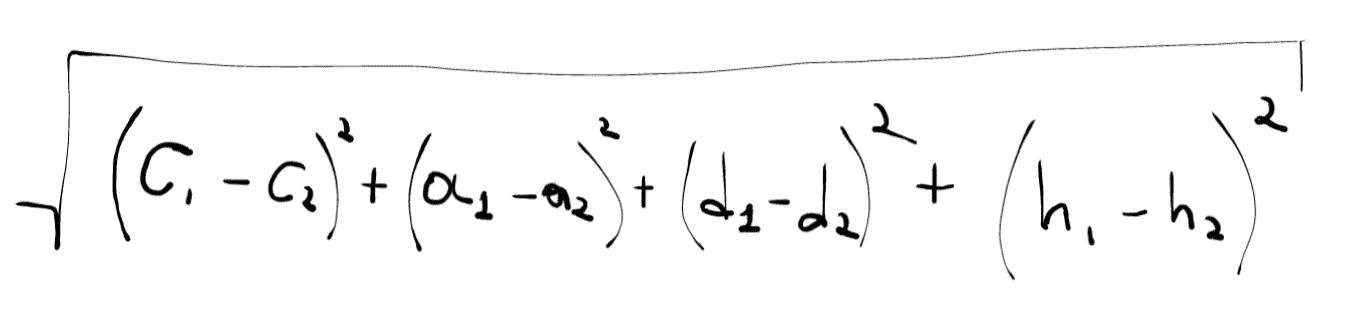 √((C₁ - C₂)² + (a₁ - a₂)² + (d₁ - d₂)² + (h₁ - h₂)²)